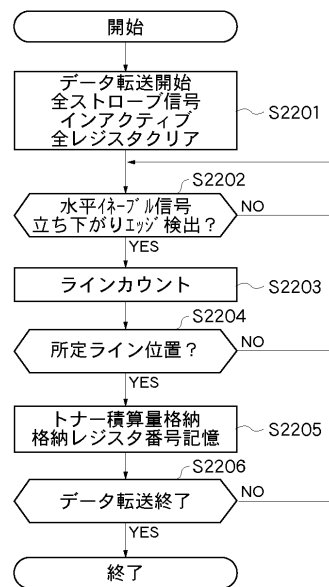 開始
データ転送開始
全ストローブ信号
インアクティブ
全レジスタクリア
S2201
S2202
水平ｲﾈｰﾌﾞﾙ信号
立ち下がりｴｯｼﾞ検出？
NO
YES
ラインカウント
S2203
S2204
所定ライン位置？
NO
YES
トナー積算量格納
格納レジスタ番号記憶
S2205
S2206
データ転送終了
NO
YES
終了